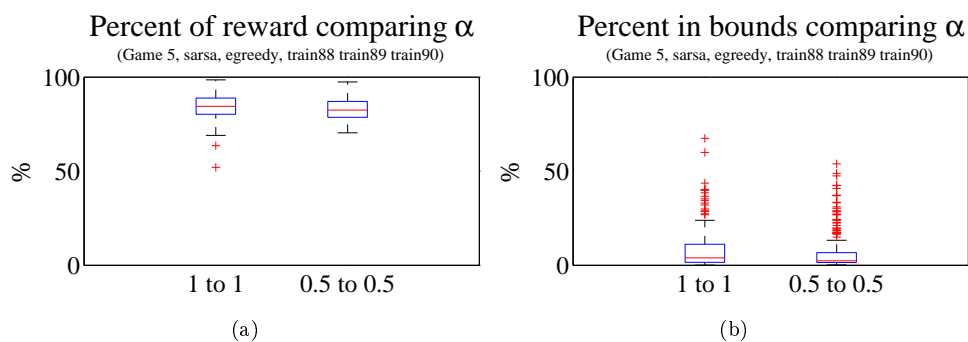 Percent of reward comparing α
(Game 5, sarsa, egreedy, train88 train89 train90)
100
50
0
%
1 to 1
0.5 to 0.5
(a)
Percent in bounds comparing α
(Game 5, sarsa, egreedy, train88 train89 train90)
100
50
0
%
1 to 1
0.5 to 0.5
(b)